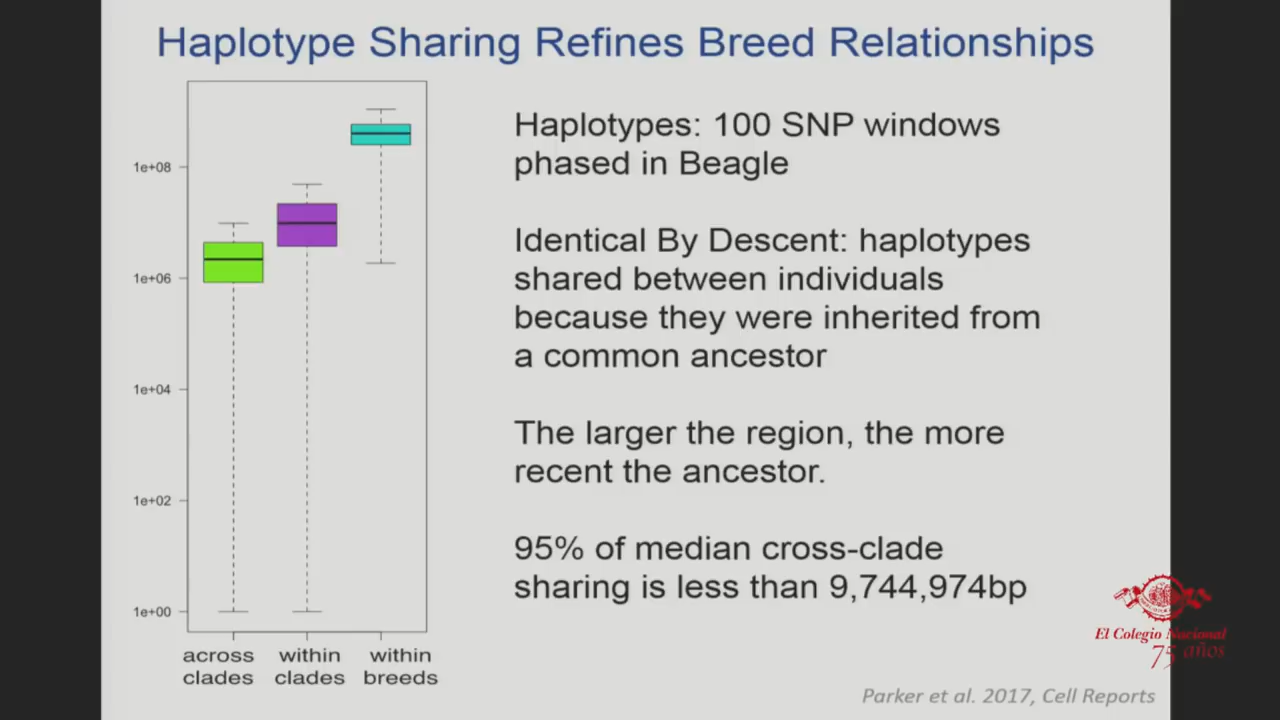 Haplotype Sharing Refines Breed Relationships
1e+08
1e+06
1e+04
1e+02
1e+00
across clades
within clades
within breeds
Haplotypes: 100 SNP windows
phased in Beagle
Identical By Descent: haplotypes
shared between individuals
because they were inherited from
a common ancestor
The larger the region, the more
recent the ancestor.
95% of median cross-clade
sharing is less than 9,744,974bp
El Colegio Nacional
75 años
Parker et al. 2017, Cell Reports